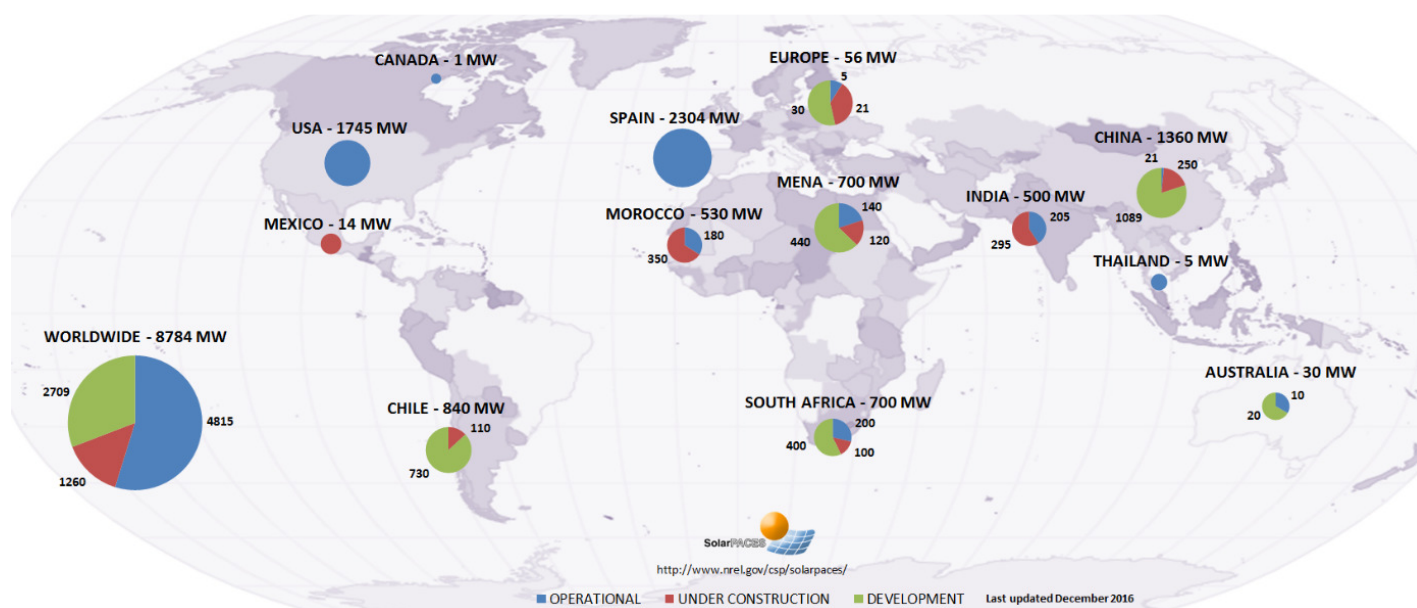 CANADA - 1 MW
EUROPE - 56 MW
5
30
21
USA - 1745 MW
SPAIN - 2304 MW
CHINA - 1360 MW
21
250
1089
MENA - 700 MW
140
440
120
INDIA - 500 MW
205
295
MEXICO - 14 MW
MOROCCO - 530 MW
180
350
THAILAND - 5 MW
WORLDWIDE - 8784 MW
2709
4815
1260
CHILE - 840 MW
110
730
SOUTH AFRICA - 700 MW
200
400
100
AUSTRALIA - 30 MW
10
20
SolarPACES
http://www.nrel.gov/csp/solarpaces/
OPERATIONAL UNDER CONSTRUCTION DEVELOPMENT Last updated December 2016